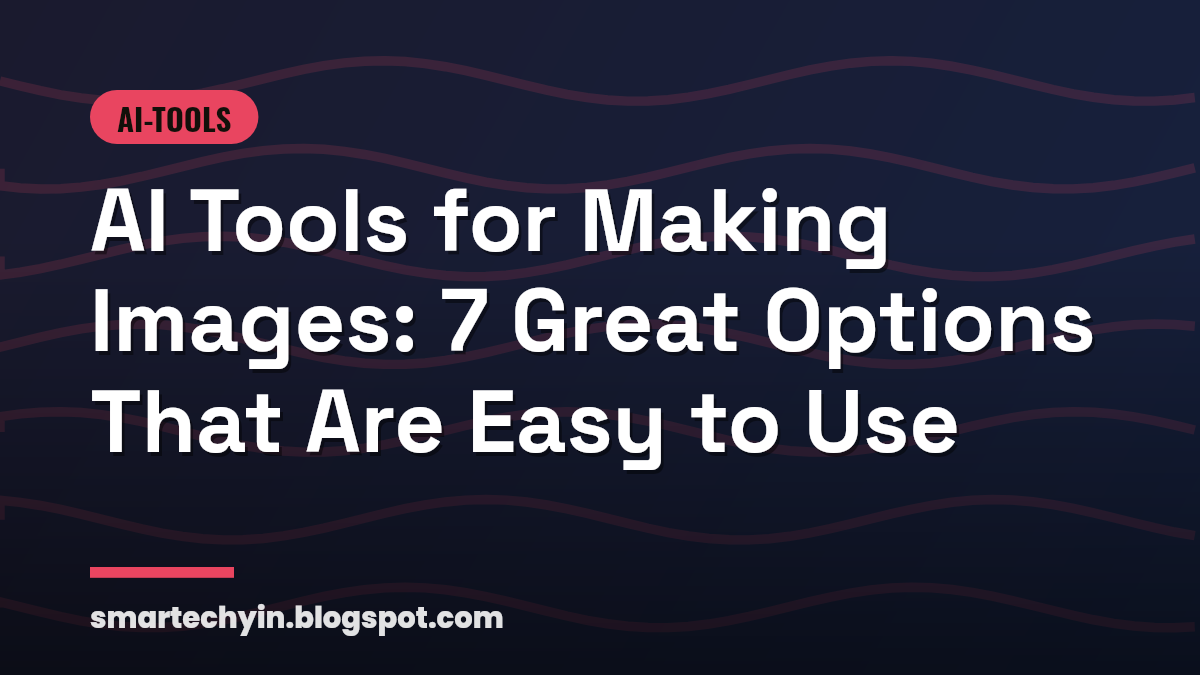 AI-TOOLS
AI Tools for Making
Images: 7 Great Options
That Are Easy to Use
smartechyin.blogspot.com